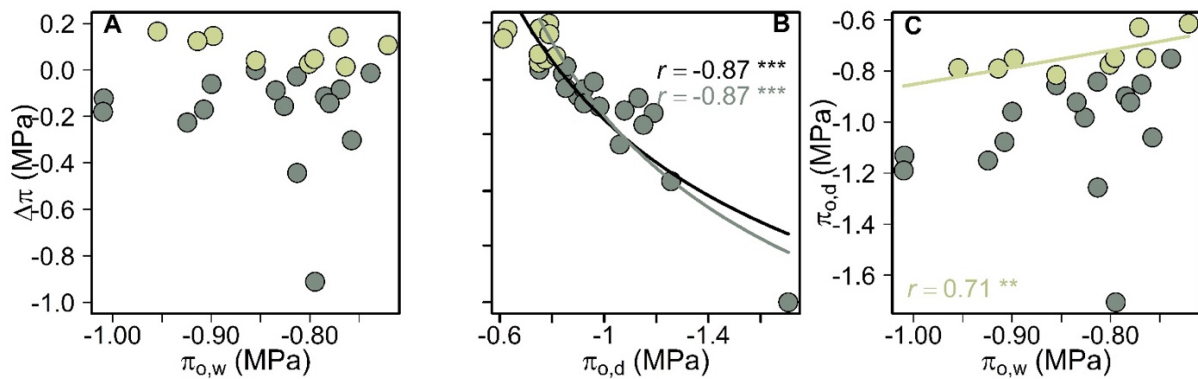 A
0.2
0.0
-0.2
-0.4
-0.6
-0.8
-1.0
Δπ (MPa)
-1.00
-0.90
-0.80
πo,w (MPa)
B
r = -0.87 ***
r = -0.87 ***
-0.6
-1
-1.4
πo,d (MPa)
C
-0.6
-0.8
-1.0
-1.2
-1.4
-1.6
πo,d (MPa)
r = 0.71 **
-1.00
-0.90
-0.80
πo,w (MPa)